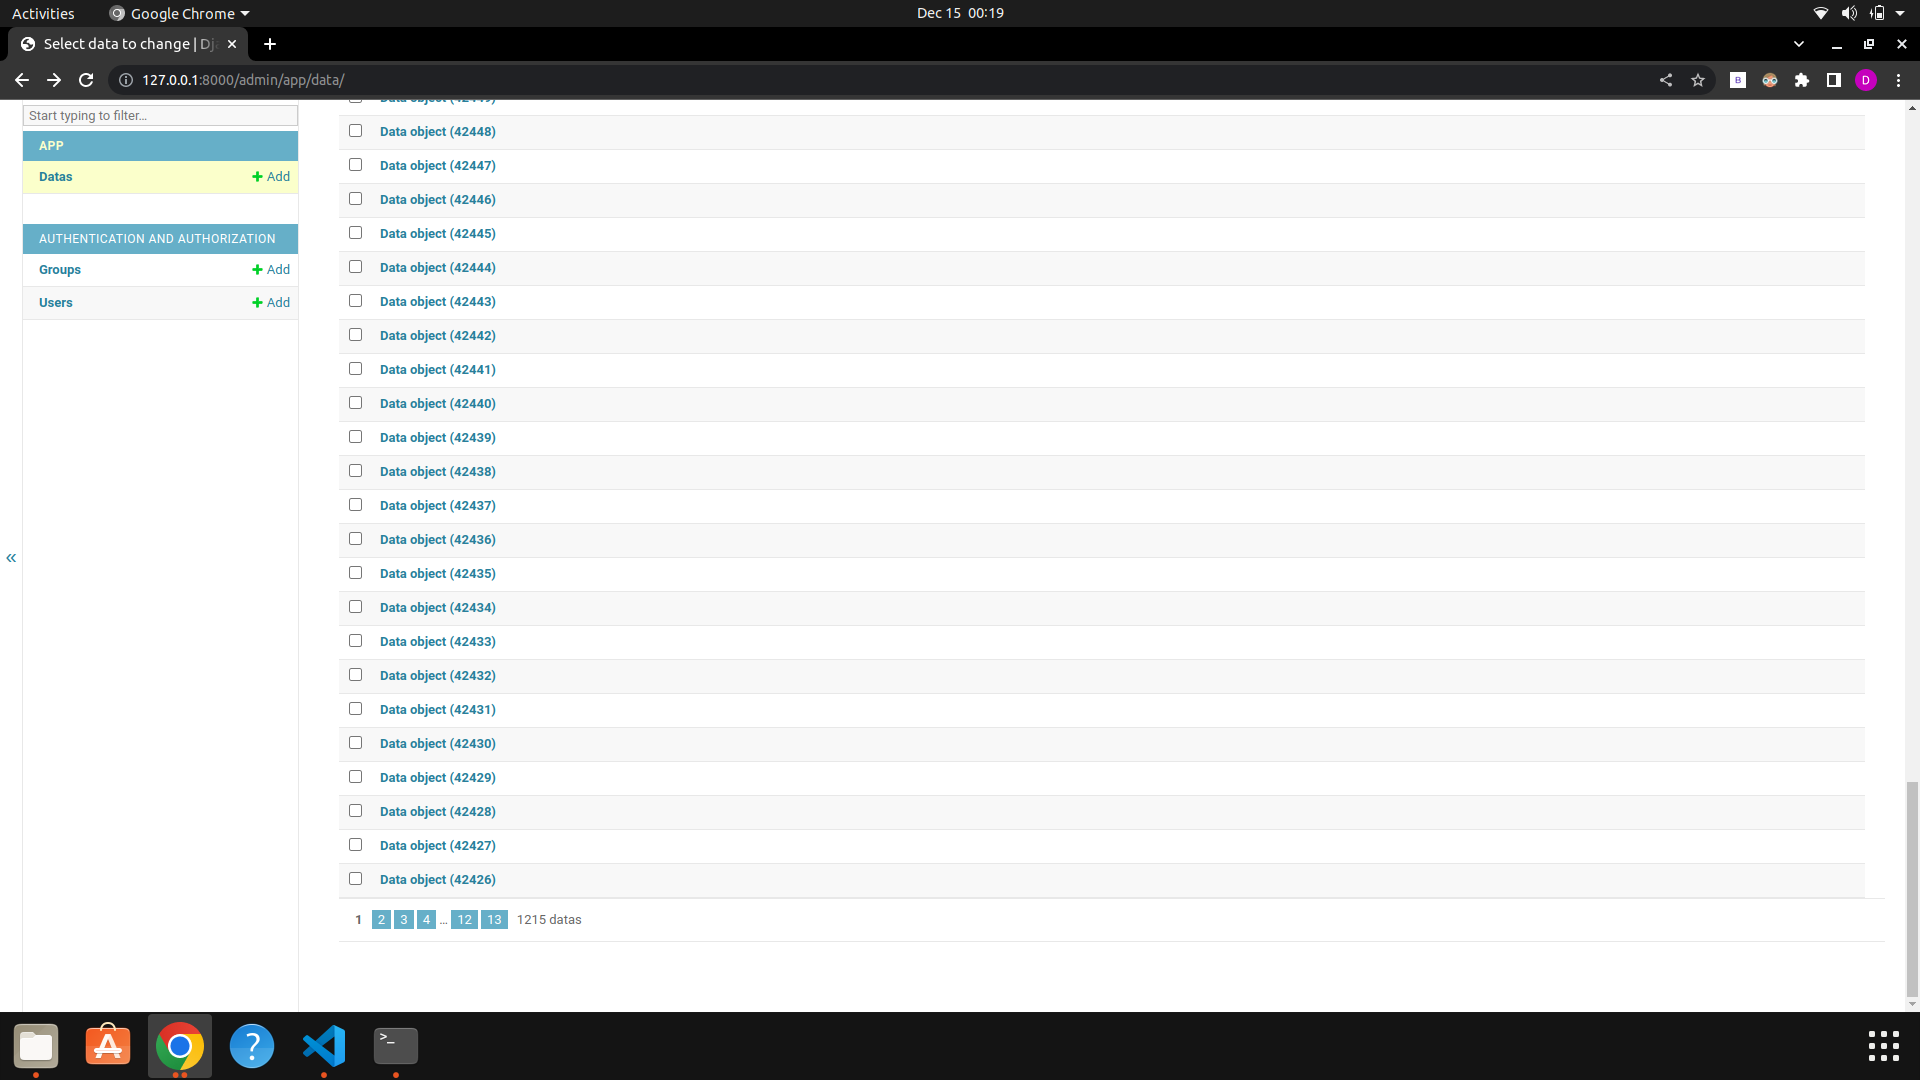 Activities
Google Chrome
Dec 15 00:19
Select data to change | Dj
127.0.0.1:8000/admin/app/data/
B
D
Start typing to filter...
APP
Datas
Add
AUTHENTICATION AND AUTHORIZATION
Groups
Add
Users
Add
«
Data object (42449)
Data object (42448)
Data object (42447)
Data object (42446)
Data object (42445)
Data object (42444)
Data object (42443)
Data object (42442)
Data object (42441)
Data object (42440)
Data object (42439)
Data object (42438)
Data object (42437)
Data object (42436)
Data object (42435)
Data object (42434)
Data object (42433)
Data object (42432)
Data object (42431)
Data object (42430)
Data object (42429)
Data object (42428)
Data object (42427)
Data object (42426)
1 2 3 4 … 12 13 1215 datas
?
>_